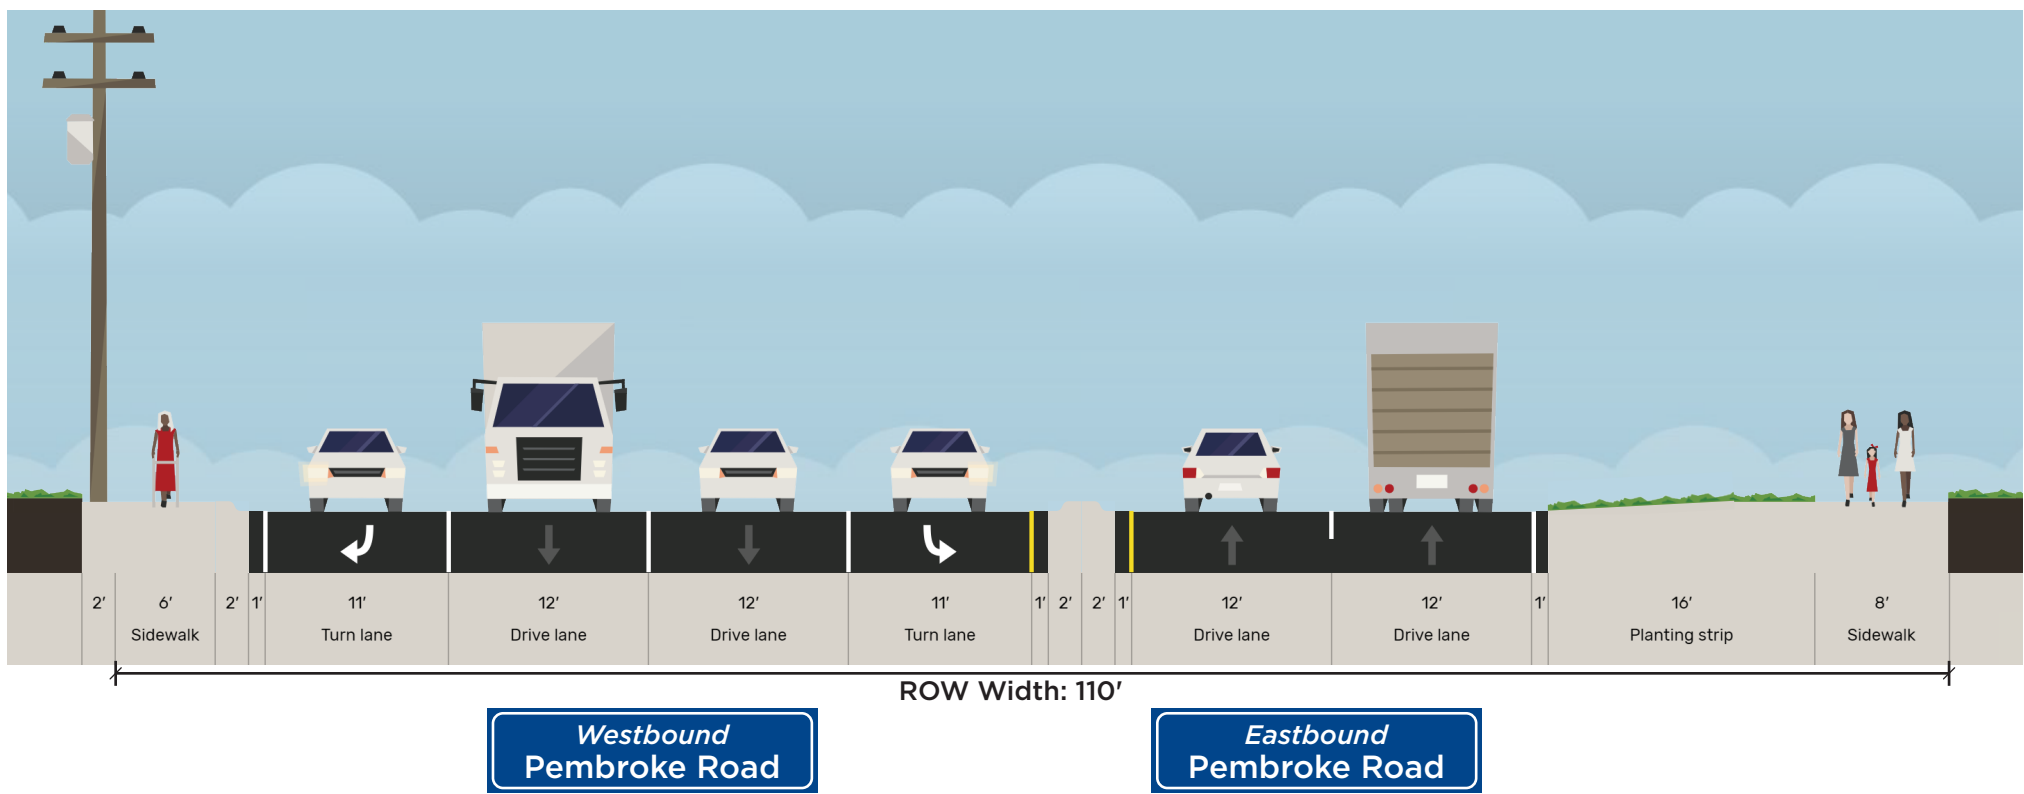 2′ 6′ 2′ 1′ 11′ 12′ 12′ 11′ 1′ 2′ 2′ 1′ 12′ 12′ 1′ 16′ 8′
Sidewalk Turn lane Drive lane Drive lane Turn lane Drive lane Drive lane Planting strip Sidewalk
ROW Width: 110'
Westbound
Pembroke Road
Eastbound
Pembroke Road